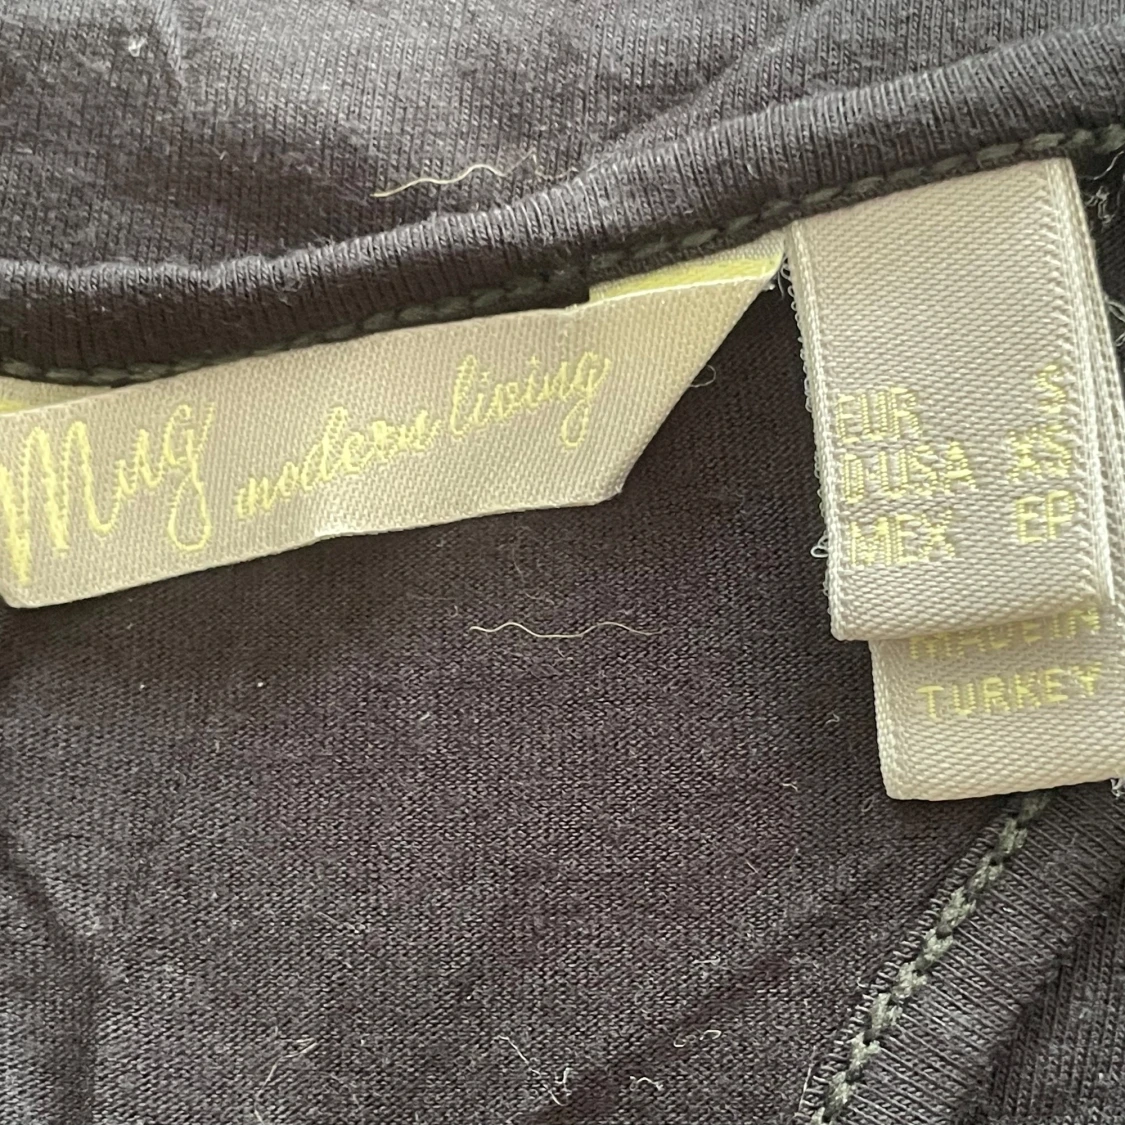 Mng modern living
EUR S
USA XS
MEX EP
MADE IN
TURKEY